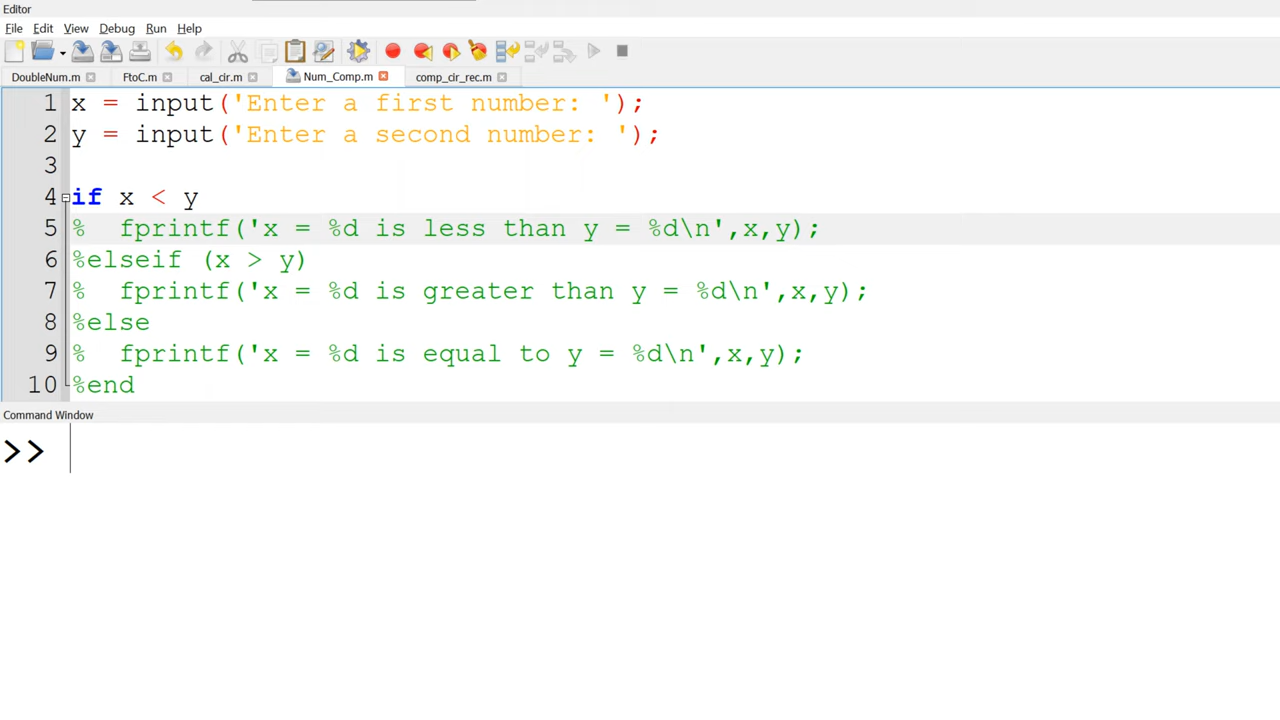 Editor
File Edit View Debug Run Help
DoubleNum.m FtoC.m cal_cir.m Num_Comp.m comp_cir_rec.m
1 x = input('Enter a first number: ');
2 y = input('Enter a second number: ');
3
4 if x < y
5 %  fprintf('x = %d is less than y = %d\n',x,y);
6 %elseif (x > y)
7 %  fprintf('x = %d is greater than y = %d\n',x,y);
8 %else
9 %  fprintf('x = %d is equal to y = %d\n',x,y);
10 %end
Command Window
>>